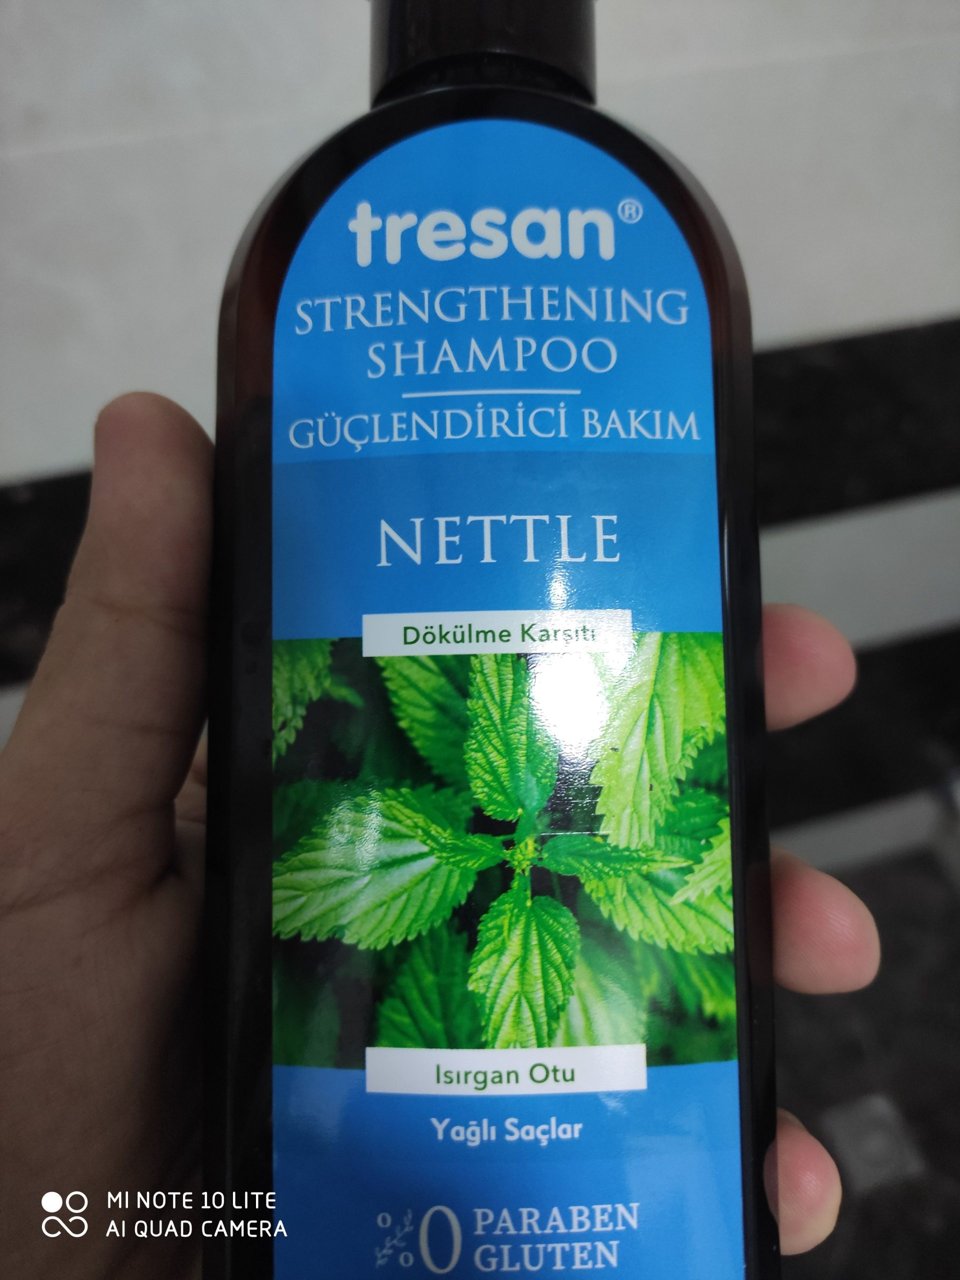 tresan®
STRENGTHENING
SHAMPOO
GÜÇLENDİRİCİ BAKIM
NETTLE
Dökülme Karşıtı
Isırgan Otu
Yağlı Saçlar
%0 PARABEN
GLUTEN
MI NOTE 10 LITE
AI QUAD CAMERA